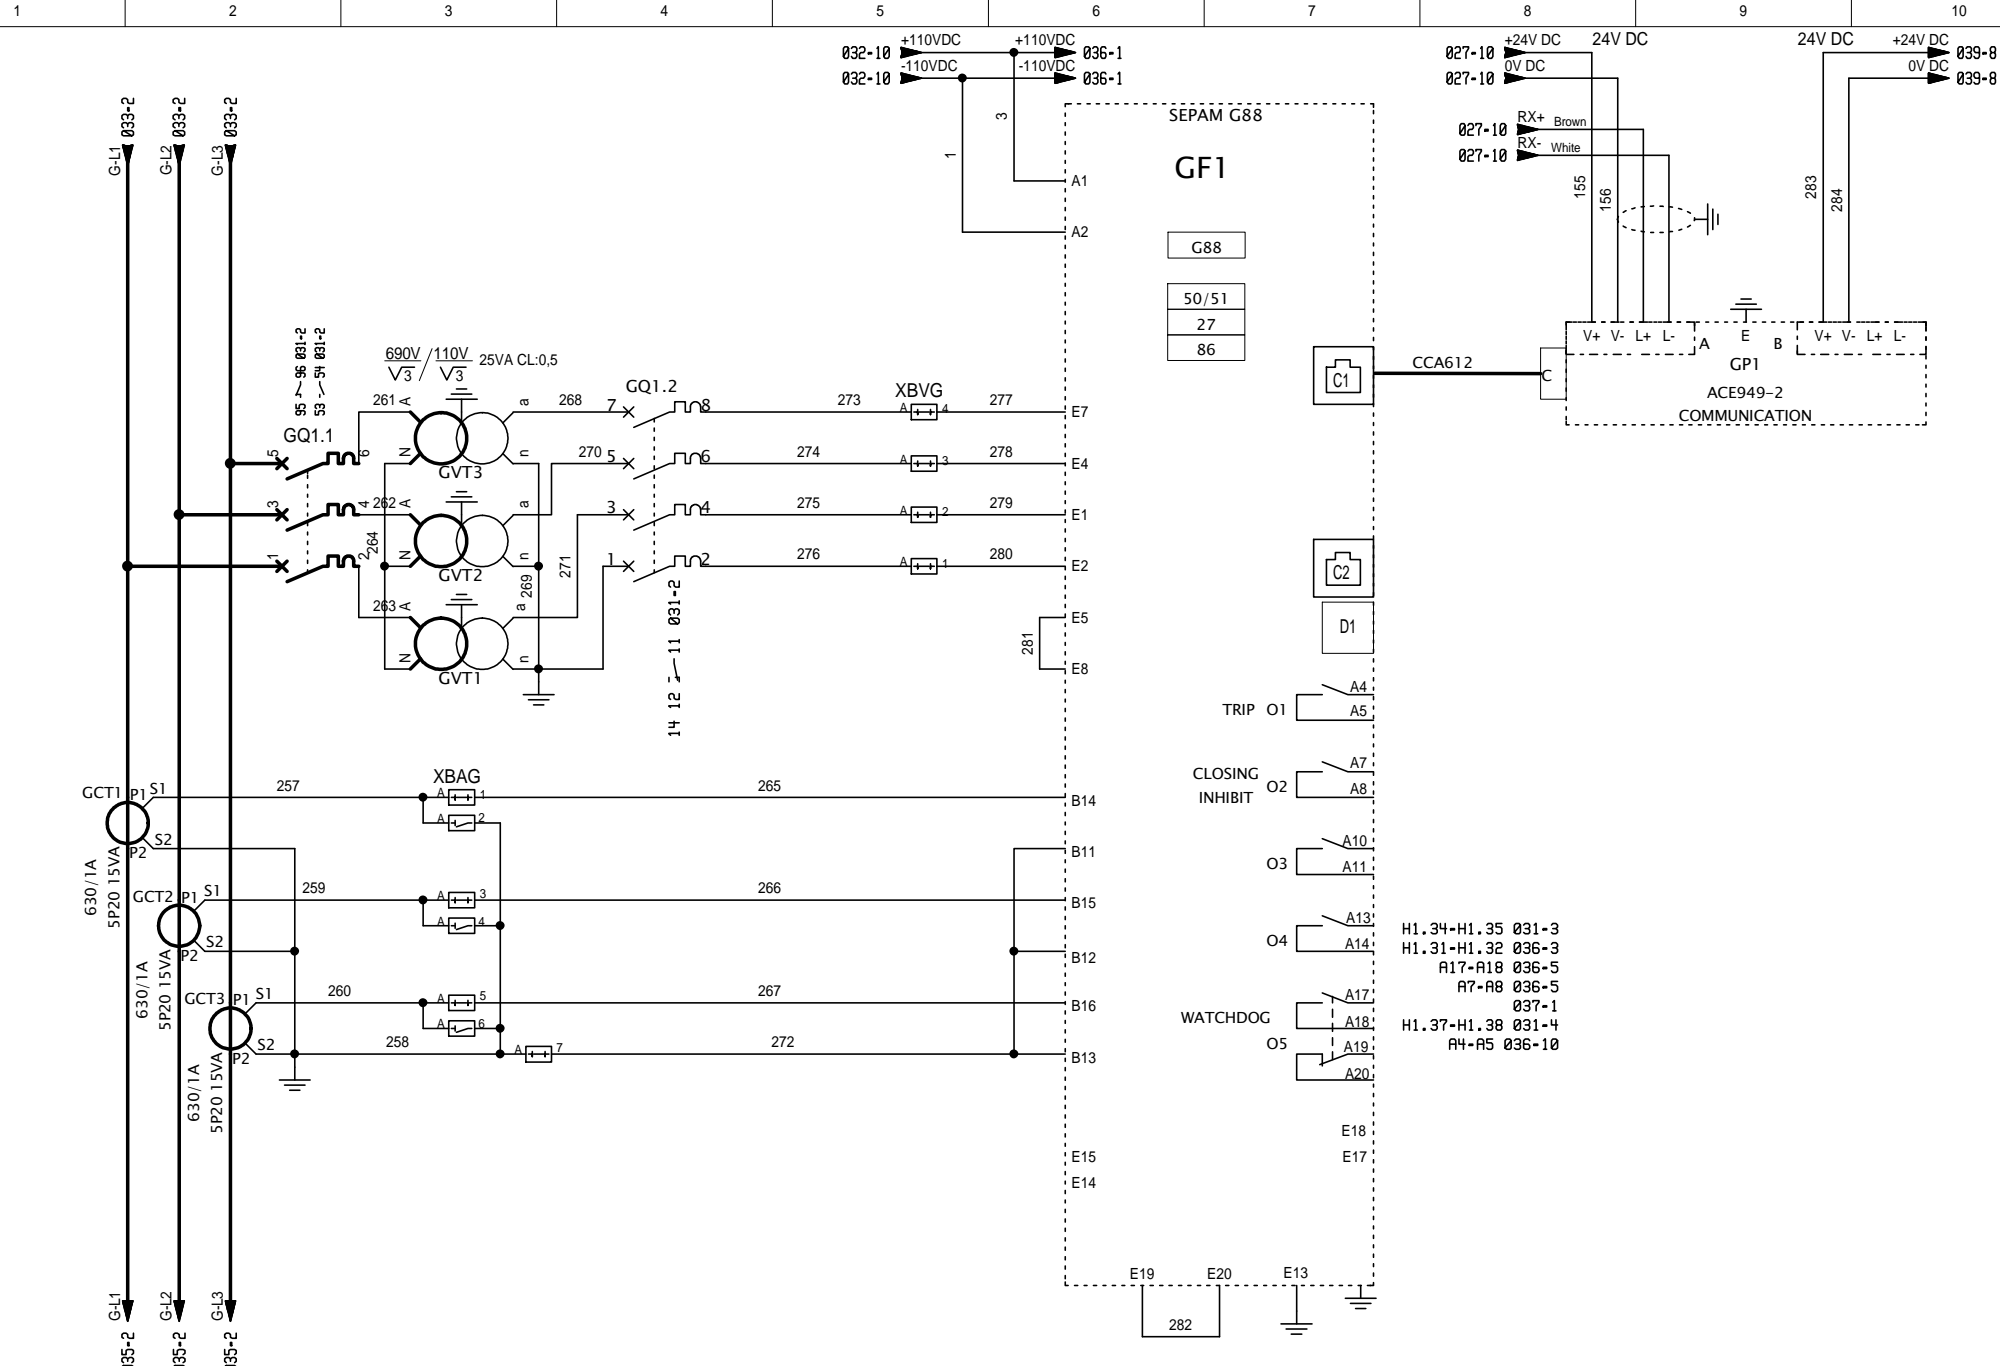 1 2 3 4 5 6 7 8 9 10
032-10 +110VDC +110VDC 036-1
032-10 -110VDC -110VDC 036-1
027-10 +24V DC 24V DC 24V DC +24V DC 039-8
027-10 0V DC 0V DC 039-8
027-10 RX+ Brown
027-10 RX- White
155 156 283 284
3
1
G-L1 033-2
G-L2 033-2
G-L3 033-2
SEPAM G88
GF1
A1
A2
G88
50/51
27
86
C1
CCA612
C
V+ V- L+ L- A E B V+ V- L+ L-
GP1
ACE949-2
COMMUNICATION
95 96 031-2
53 54 031-2
690V/√3 / 110V/√3 25VA CL:0,5
GQ1.1
GQ1.2
XBVG
5 6 261 A a 268 7 8 273 A 4 277 E7
N n
GVT3
270 5 6 274 A 3 278 E4
3 4 262 A a
264 N n
GVT2
271 3 4 275 A 2 279 E1
1 2 263 A a
269
N n
GVT1
1 2 276 A 1 280 E2
14 12 11 031-2
E5
281
E8
C2
D1
TRIP O1 A4 A5
CLOSING
INHIBIT
O2 A7 A8
O3 A10 A11
O4 A13 A14
WATCHDOG
O5
A17
A18
A19
A20
H1.34-H1.35 031-3
H1.31-H1.32 036-3
A17-A18 036-5
A7-A8 036-5
037-1
H1.37-H1.38 031-4
A4-A5 036-10
XBAG
GCT1 P1 S1 257 A 1 265 B14
A 2
S2
P2
630/1A
5P20 15VA
B11
GCT2 P1 S1 259 A 3 266 B15
A 4
S2
P2
630/1A
5P20 15VA
B12
GCT3 P1 S1 260 A 5 267 B16
A 6
S2
P2
630/1A
5P20 15VA
258 A 7 272 B13
E18
E17
E15
E14
E19 E20 E13
282
G-L1
G-L2
G-L3
035-2
035-2
035-2